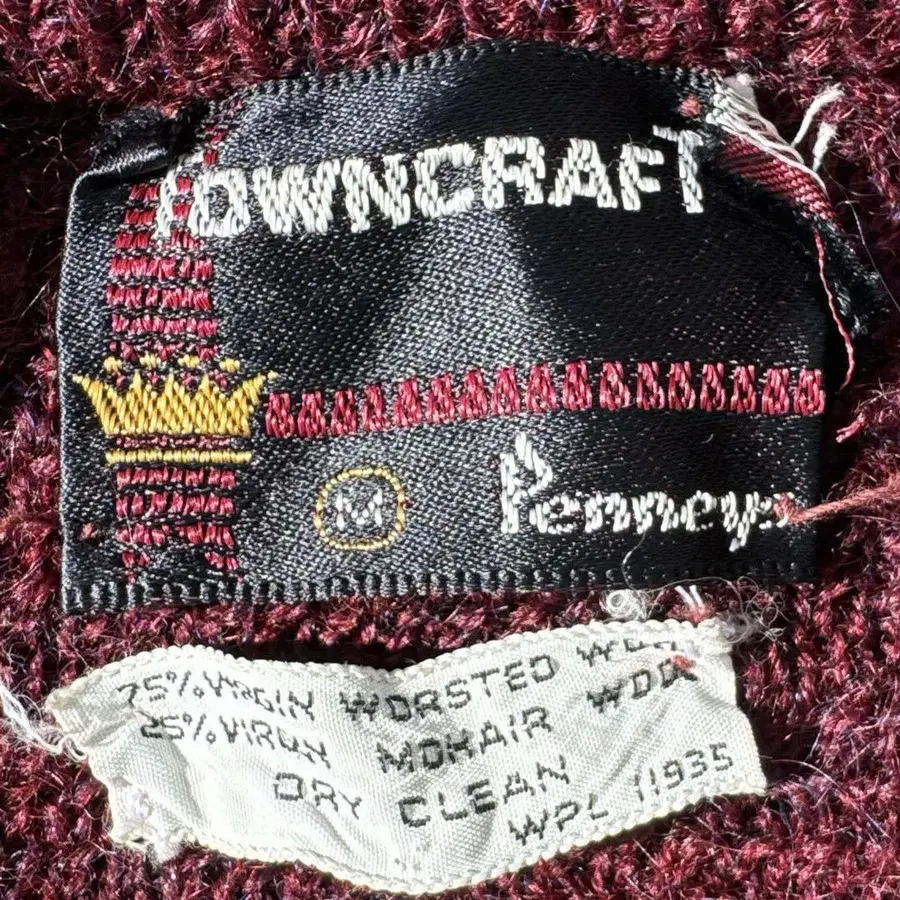 TOWNCRAFT
M
Penneys
75% VIRGIN WORSTED
25% VIRGIN MOHAIR
DRY CLEAN
WPL 11935